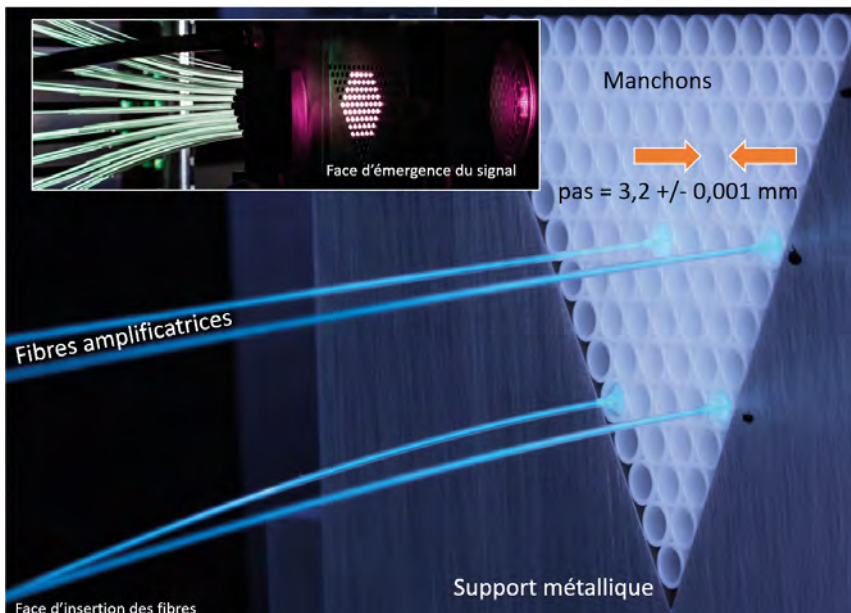 Face d'émergence du signal
Manchons
pas = 3,2 +/- 0,001 mm
Fibres amplificatrices
Support métallique
Face d'insertion des fibres